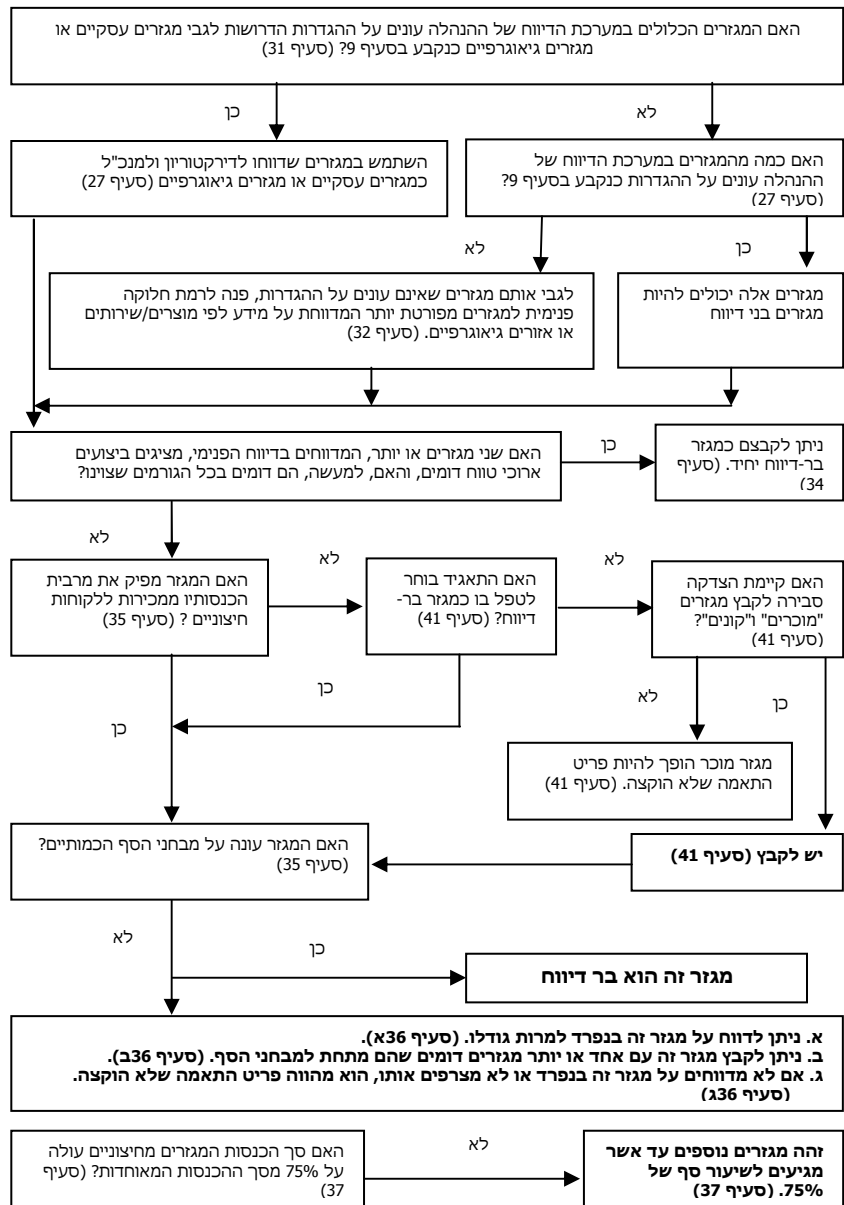 האם המגזרים הכלולים במערכת הדיווח של ההנהלה עונים על ההגדרות הדרושות לגבי מגזרים עסקיים או
מגזרים גיאוגרפיים כנקבע בסעיף 9? (סעיף 31)
כן
לא
השתמש במגזרים שדווחו לדירקטוריון ולמנכ"ל
כמגזרים עסקיים או מגזרים גיאוגרפיים (סעיף 27)
האם כמה מהמגזרים במערכת הדיווח של
ההנהלה עונים על ההגדרות כנקבע בסעיף 9?
(סעיף 27)
לא
כן
לגבי אותם מגזרים שאינם עונים על ההגדרות, פנה לרמת חלוקה
פנימית למגזרים מפורטת יותר המדווחת על מידע לפי מוצרים/שירותים
או אזורים גיאוגרפיים. (סעיף 32)
מגזרים אלה יכולים להיות
מגזרים בני דיווח
האם שני מגזרים או יותר, המדווחים בדיווח הפנימי, מציגים ביצועים
ארוכי טווח דומים, והאם, למעשה, הם דומים בכל הגורמים שצוינו?
כן
ניתן לקבצם כמגזר
בר-דיווח יחיד. (סעיף
34)
לא
האם המגזר מפיק את מרבית
הכנסותיו ממכירות ללקוחות
חיצוניים ? (סעיף 35)
לא
האם התאגיד בוחר
לטפל בו כמגזר בר-
דיווח? (סעיף 41)
לא
האם קיימת הצדקה
סבירה לקבץ מגזרים
"מוכרים" ו"קונים"?
(סעיף 41)
כן
כן
לא
כן
מגזר מוכר הופך להיות פריט
התאמה שלא הוקצה. (סעיף 41)
האם המגזר עונה על מבחני הסף הכמותיים?
(סעיף 35)
יש לקבץ (סעיף 41)
לא
כן
מגזר זה הוא בר דיווח
א. ניתן לדווח על מגזר זה בנפרד למרות גודלו. (סעיף 36א).
ב. ניתן לקבץ מגזר זה עם אחד או יותר מגזרים דומים שהם מתחת למבחני הסף. (סעיף 36ב).
ג. אם לא מדווחים על מגזר זה בנפרד או לא מצרפים אותו, הוא מהווה פריט התאמה שלא הוקצה.
(סעיף 36ג)
האם סך הכנסות המגזרים מחיצוניים עולה
על 75% מסך ההכנסות המאוחדות? (סעיף
37)
לא
זהה מגזרים נוספים עד אשר
מגיעים לשיעור סף של
75%. (סעיף 37)